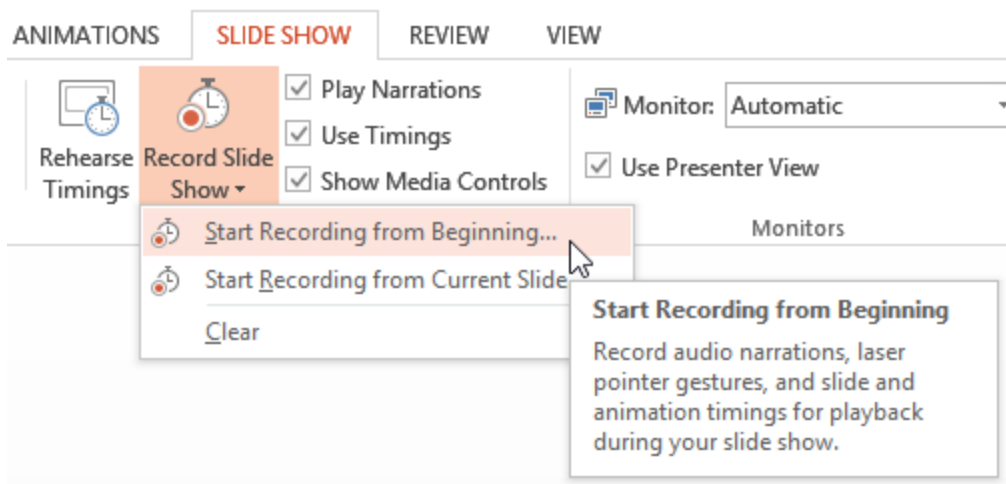 ANIMATIONS SLIDE SHOW REVIEW VIEW
Rehearse
Timings
Record Slide
Show
Play Narrations
Use Timings
Show Media Controls
Monitor: Automatic
Use Presenter View
Monitors
Start Recording from Beginning...
Start Recording from Current Slide
Clear
Start Recording from Beginning
Record audio narrations, laser
pointer gestures, and slide and
animation timings for playback
during your slide show.